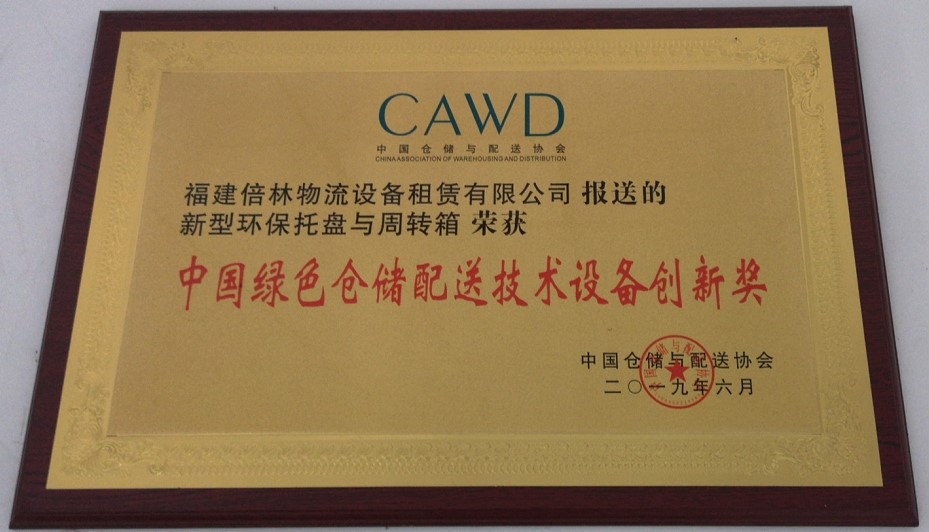 CAWD
中国仓储与配送协会
CHINA ASSOCIATION OF WAREHOUSING AND DISTRIBUTION
福建倍林物流设备租赁有限公司 报送的
新型环保托盘与周转箱 荣获
中国绿色仓储配送技术设备创新奖
中国仓储与配送协会
二〇一九年六月